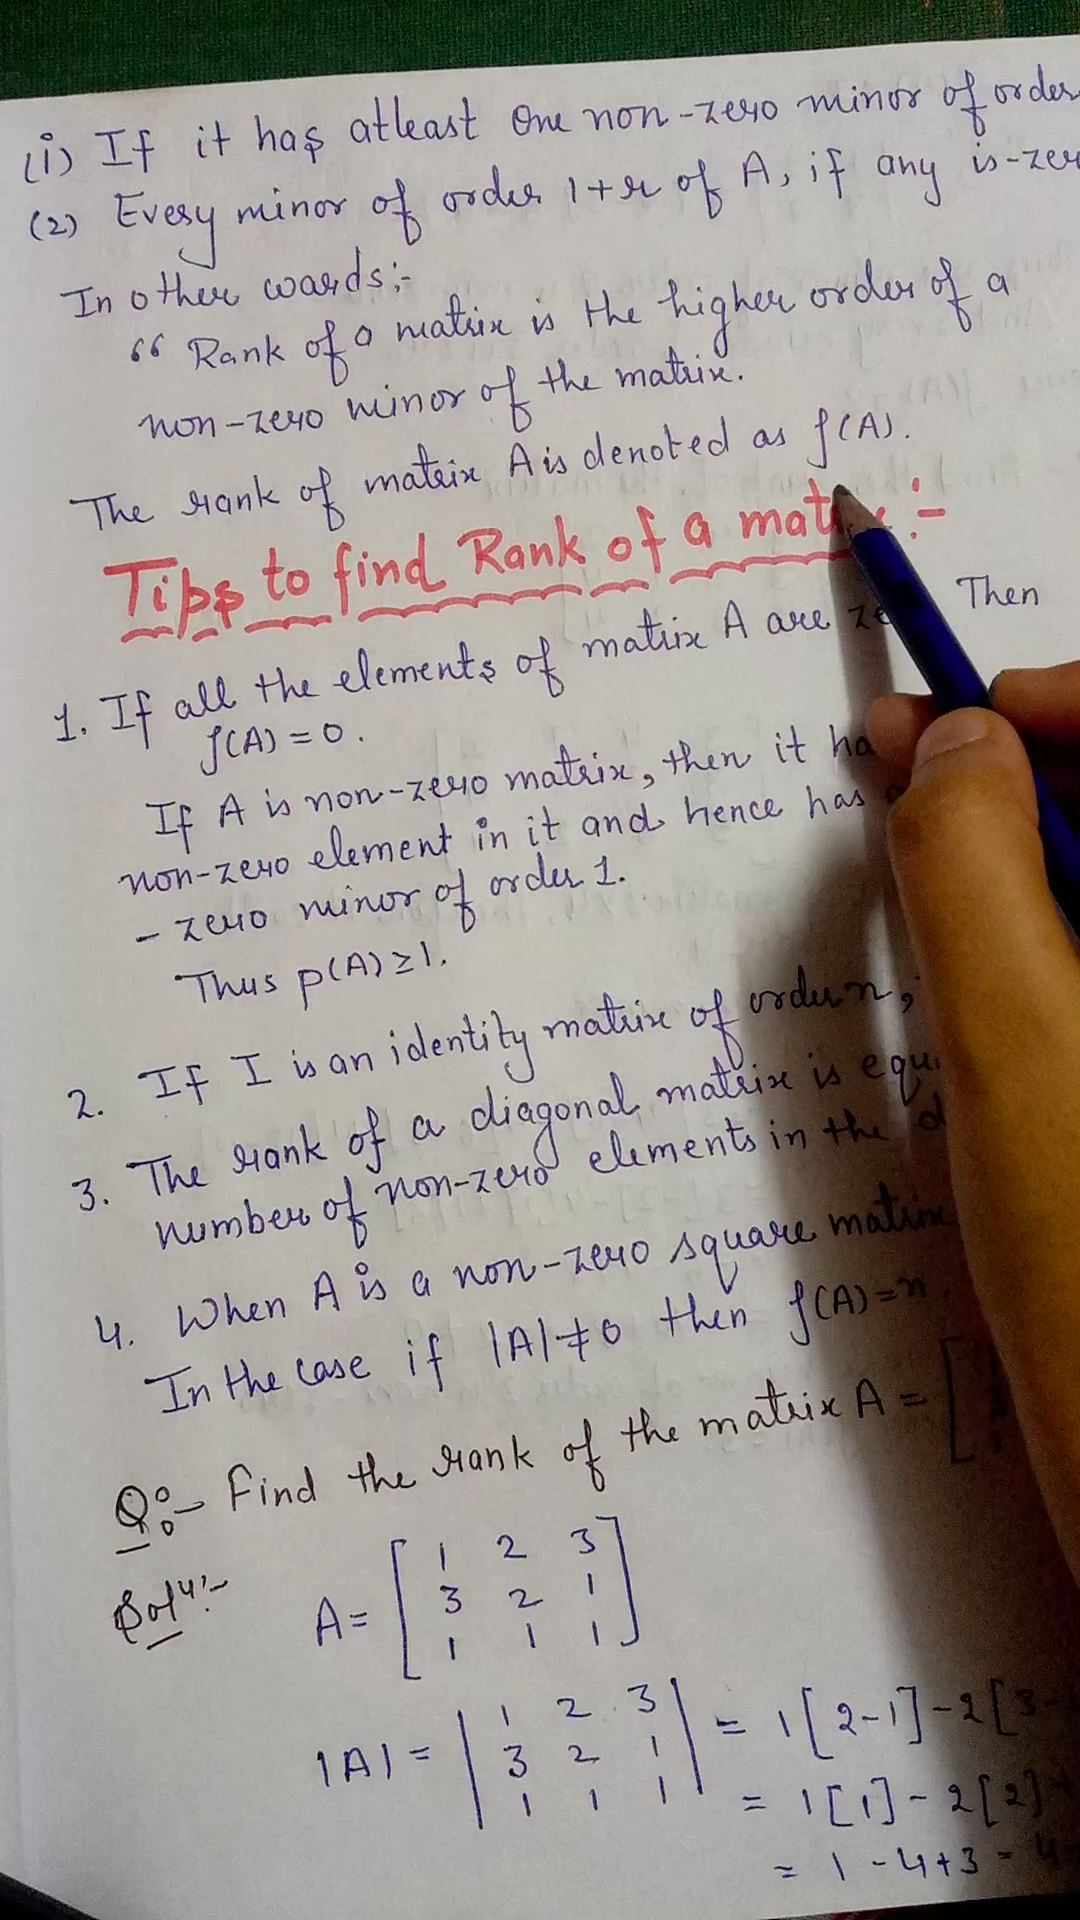 (i) If it has atleast One non-zero minor of order
(2) Every minor of order 1+r of A, if any is-zer
In other words:-
66 Rank of a matrix is the higher order of a
non-zero minor of the matrix.
The rank of matrix A is denoted as ρ(A).
Tips to find Rank of a mat :-
1. If all the elements of matrix A are ze Then
ρ(A) = 0.
If A is non-zero matrix, then it ha
non-zero element in it and hence has
- zero minor of order 1.
Thus p(A) ≥ 1.
2. If I is an identity matrix of order n,
3. The rank of a diagonal matrix is equ
number of non-zero elements in the d
4. When A is a non-zero square matrix
In the case if |A| ≠ 0 then ρ(A) = n.
Q:- Find the rank of the matrix A = [
Solⁿ:-
A = [ 1 2 3
3 2 1
1 1 1 ]
|A| = | 1 2 3 | = 1[2-1] - 2[3-
3 2 1
1 1 1 = 1[1] - 2[2] +
= 1 - 4 + 3 = 4